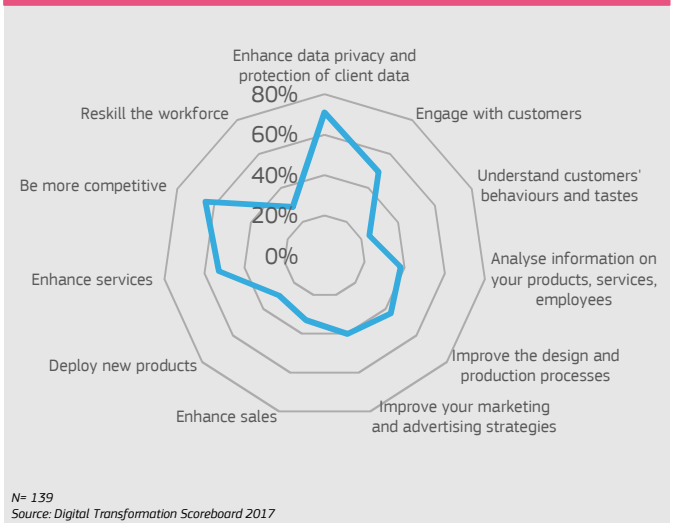 Enhance data privacy and
protection of client data
80%
Reskill the workforce
Engage with customers
60%
Be more competitive
40%
Understand customers'
behaviours and tastes
20%
0%
Enhance services
Analyse information on
your products, services,
employees
Deploy new products
Improve the design and
production processes
Enhance sales
Improve your marketing
and advertising strategies
N= 139
Source: Digital Transformation Scoreboard 2017